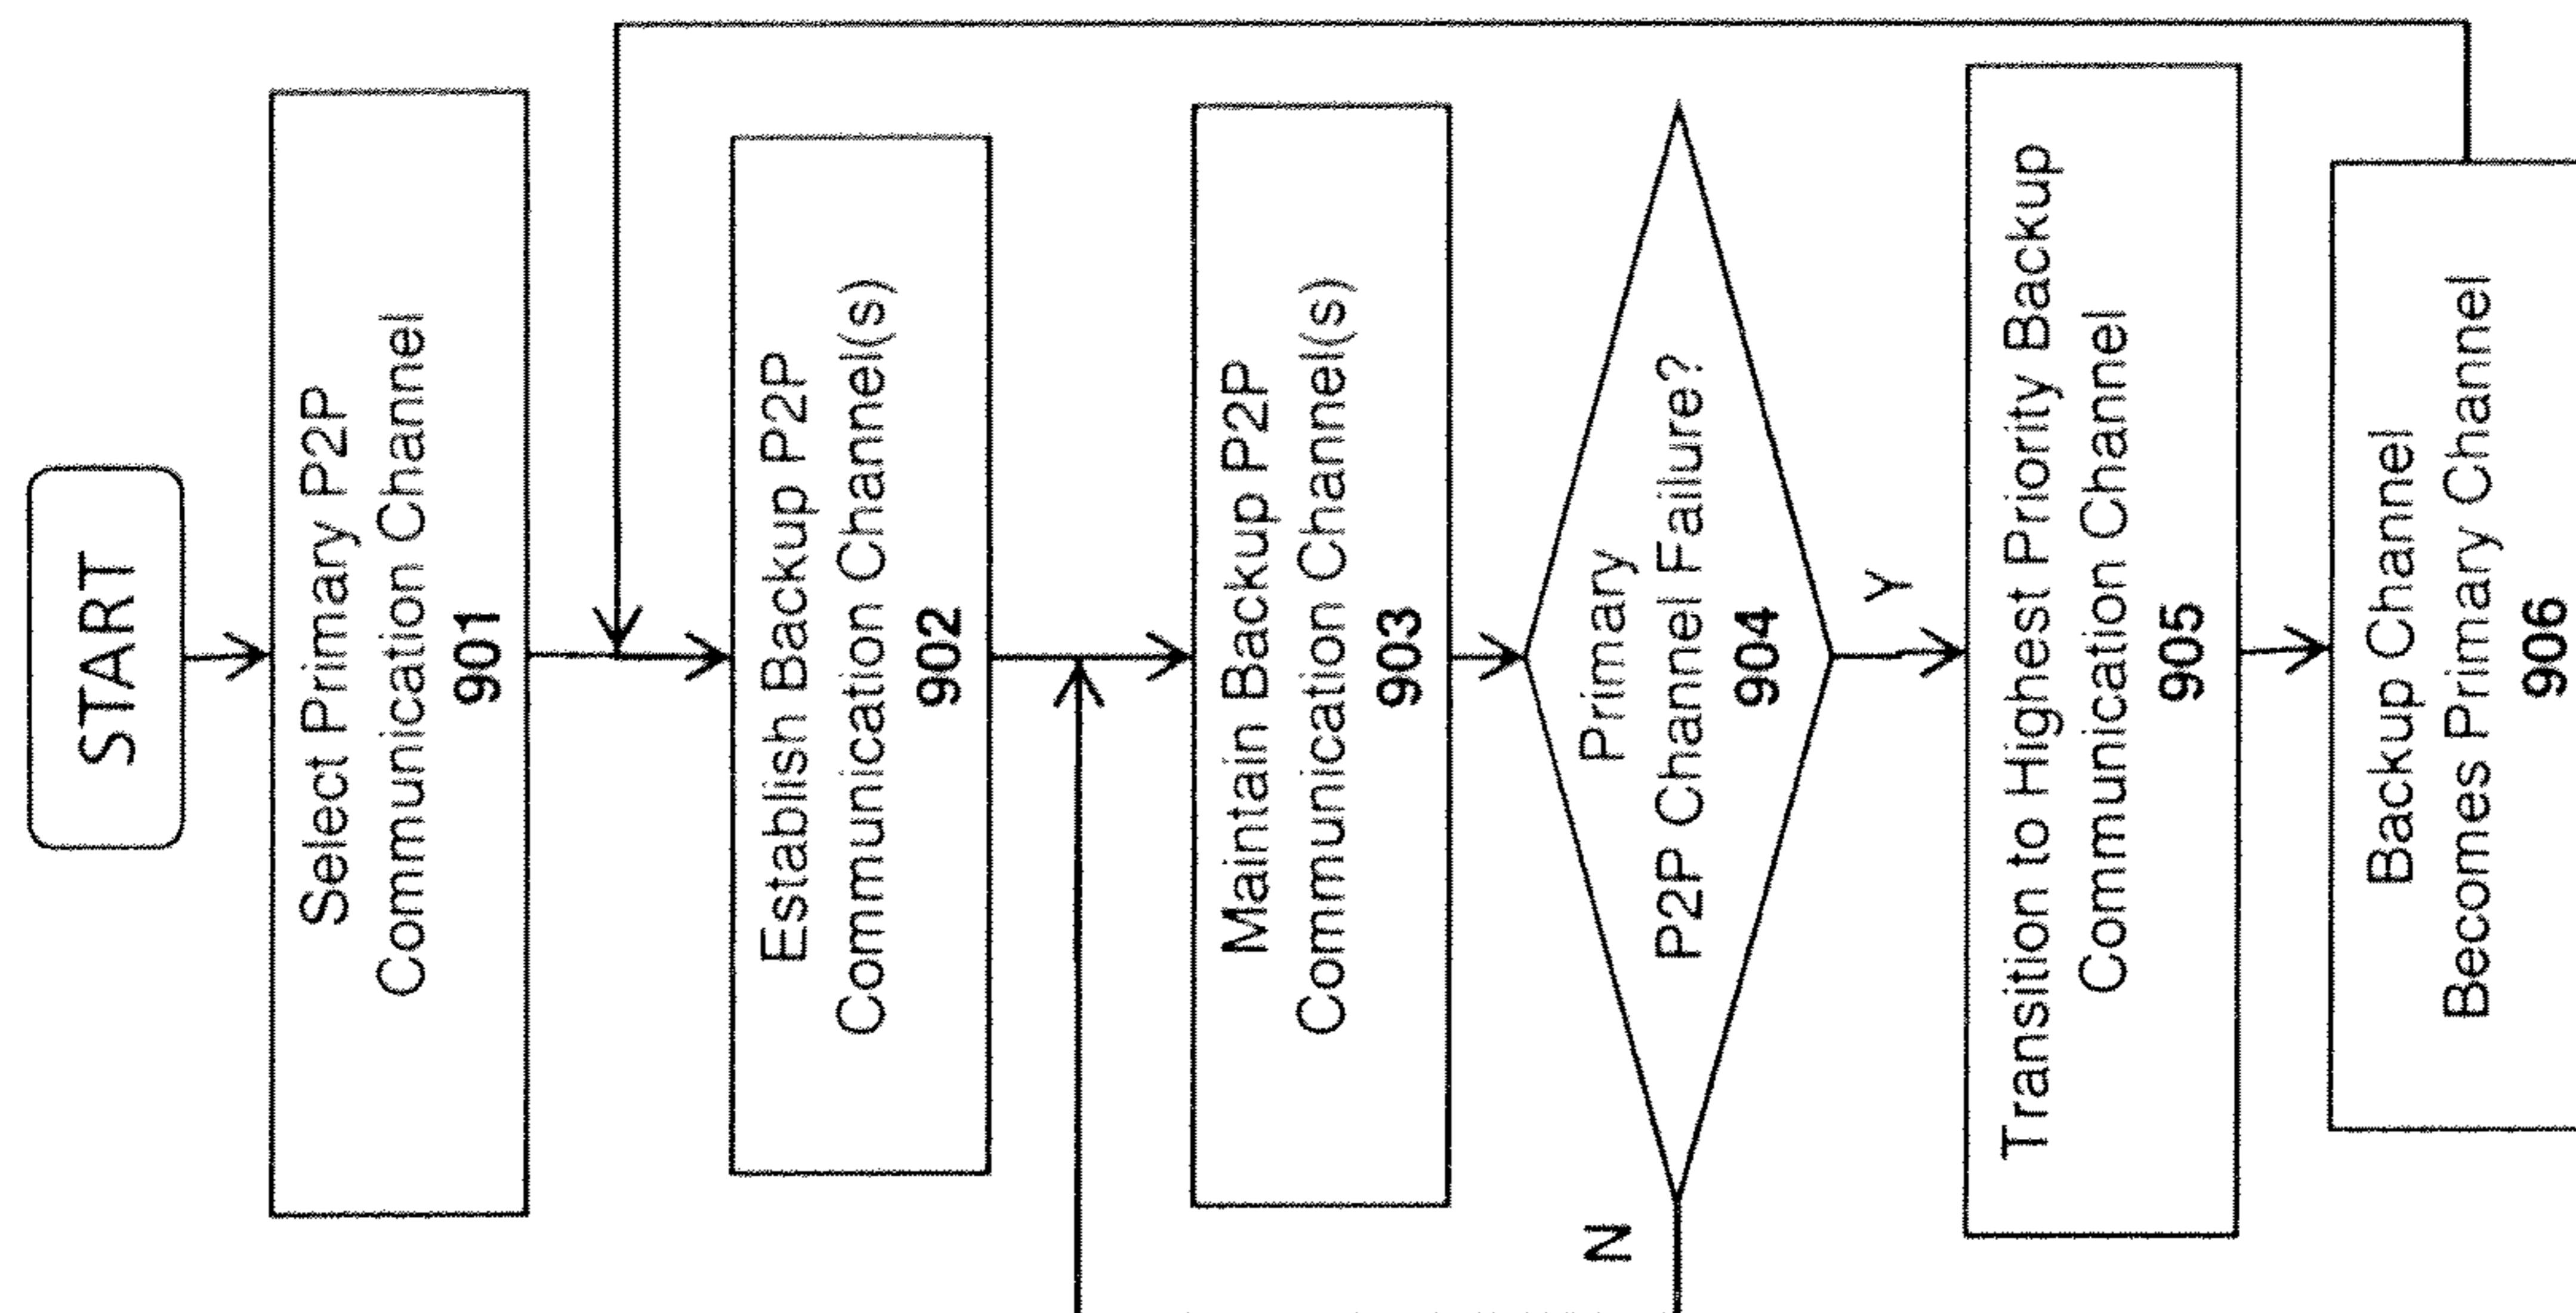 START
Select Primary P2P
Communication Channel
901
Establish Backup P2P
Communication Channel(s)
902
Maintain Backup P2P
Communication Channel(s)
903
Primary
P2P Channel Failure?
904
N
Y
Transition to Highest Priority Backup
Communication Channel
905
Backup Channel
Becomes Primary Channel
906